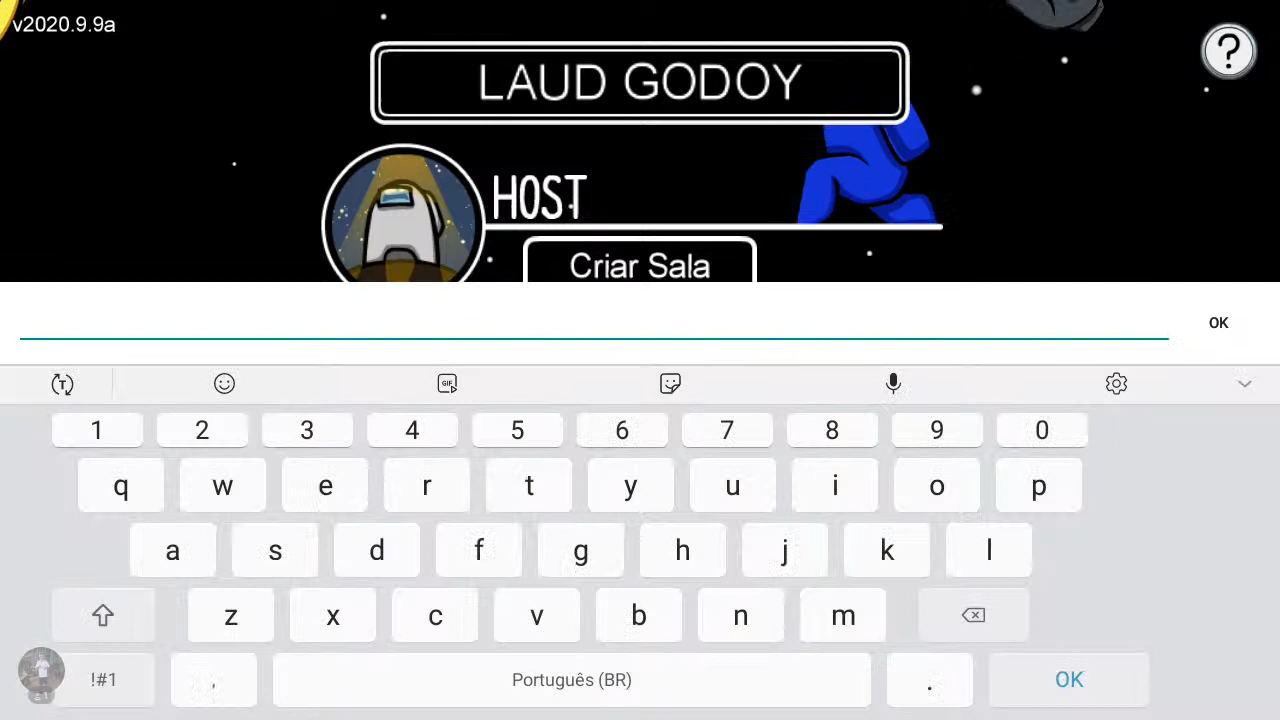 v2020.9.9a
?
LAUD GODOY
HOST
Criar Sala
OK
GIF
1 2 3 4 5 6 7 8 9 0
q w e r t y u i o p
a s d f g h j k l
z x c v b n m
!#1 , Português (BR) . OK